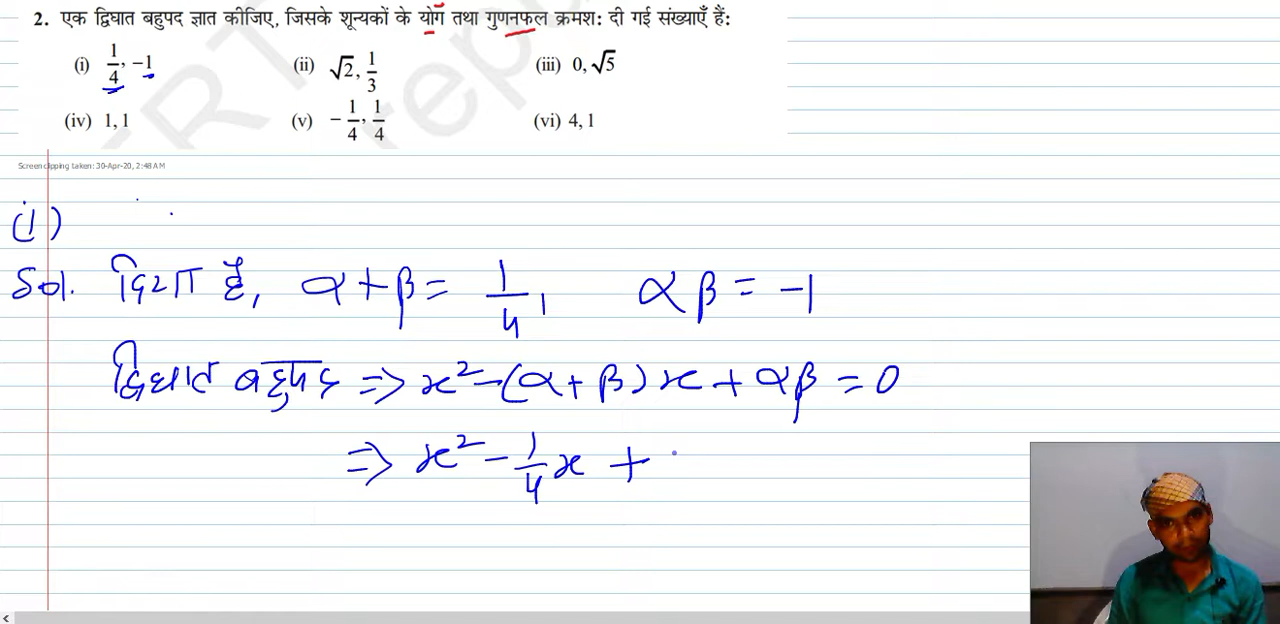 2. एक द्विघात बहुपद ज्ञात कीजिए, जिसके शून्यकों के योग तथा गुणनफल क्रमश: दी गई संख्याएँ हैं:
(i) 1/4, -1 (ii) √2, 1/3 (iii) 0, √5
(iv) 1, 1 (v) -1/4, 1/4 (vi) 4, 1
Screen clipping taken: 30-Apr-20, 2:48 AM
(i)
Sol. दिया है, α+β = 1/4, αβ = -1
द्विघात बहुपद => x²-(α+β)x+αβ = 0
=> x² - 1/4 x +